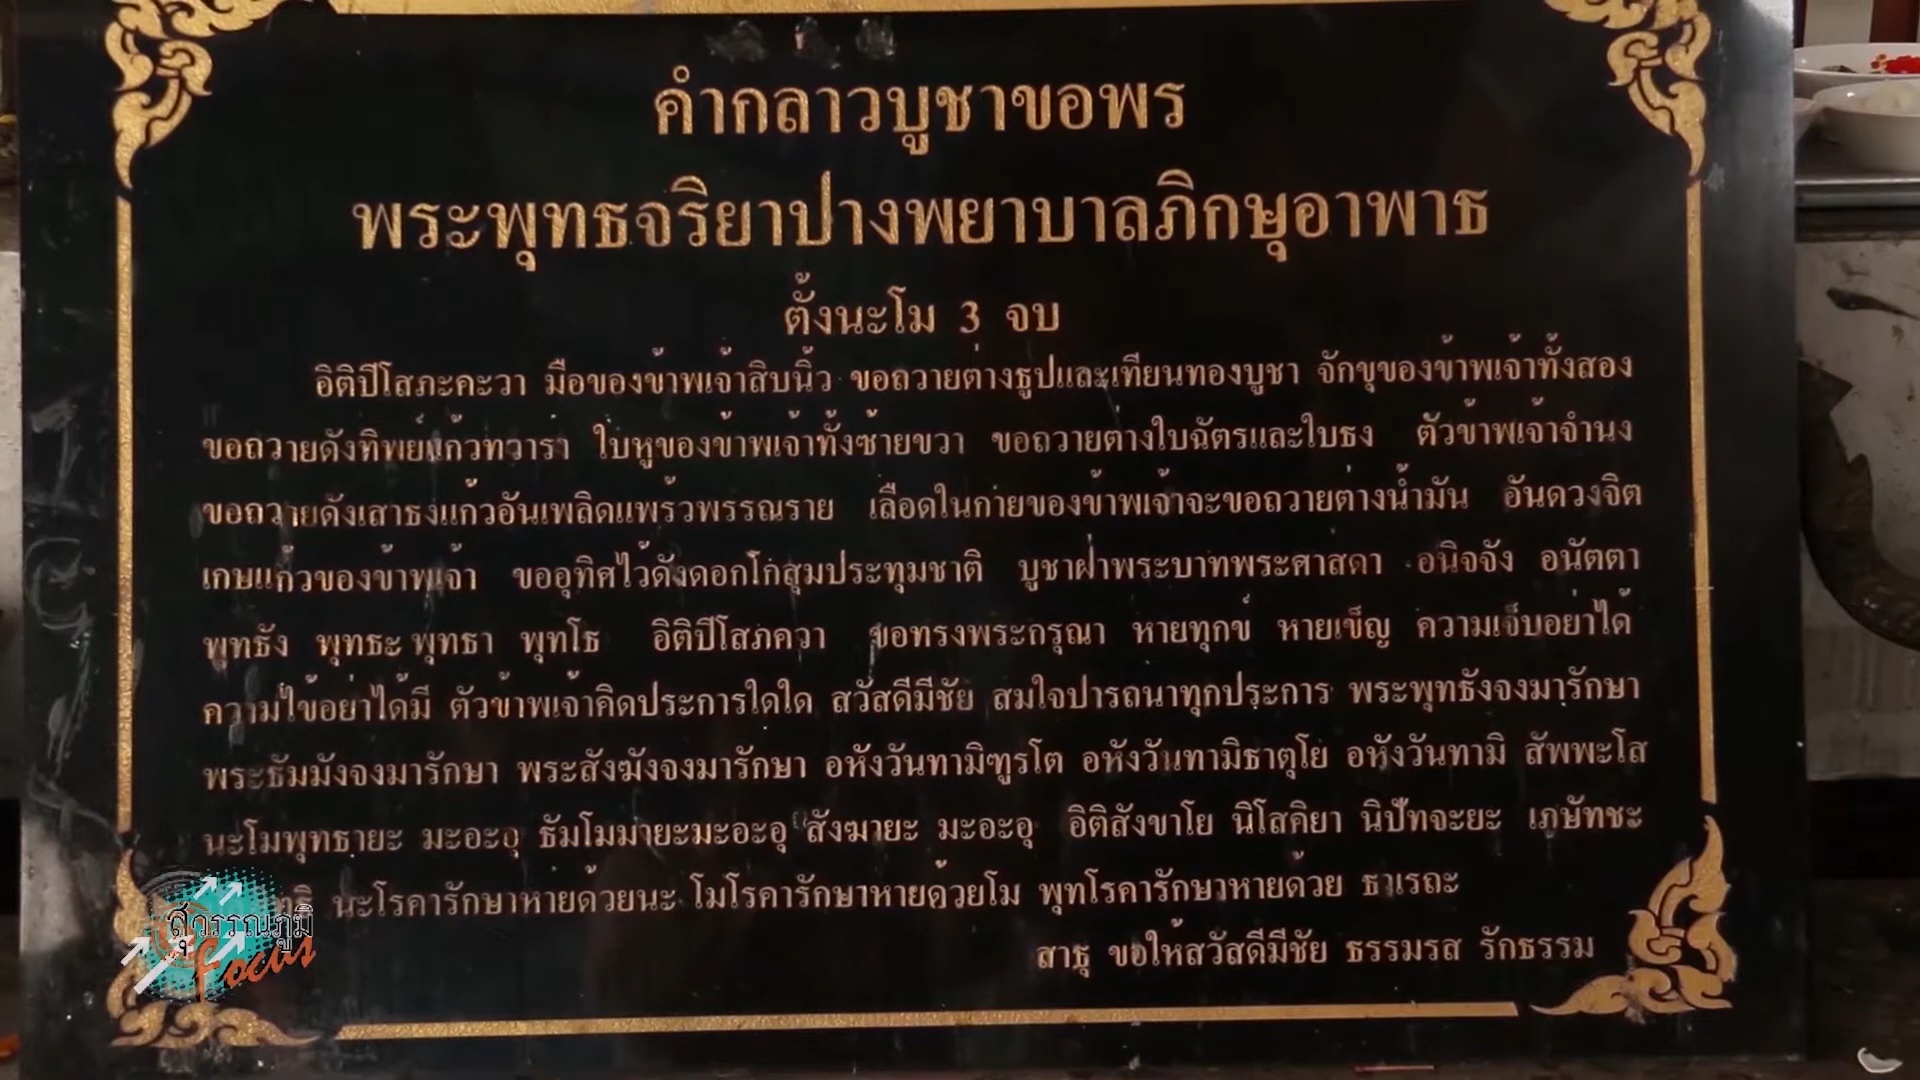 คำกลาวบูชาขอพร
พระพุทธจริยาปางพยาบาลภิกษุอาพาธ
ตั้งนะโม 3 จบ
อิติปิโสภะคะวา มือของข้าพเจ้าสิบนิ้ว ขอถวายต่างธูปและเทียนทองบูชา จักขุของข้าพเจ้าทั้งสอง
ขอถวายดังทิพย์แก้วทวารา ใบหูของข้าพเจ้าทั้งซ้ายขวา ขอถวายต่างใบฉัตรและใบธง ตัวข้าพเจ้าจำนง
ขอถวายดังเสาธงแก้วอันเพลิดแพร้วพรรณราย เลือดในกายของข้าพเจ้าจะขอถวายต่างน้ำมัน อันดวงจิต
เกษแก้วของข้าพเจ้า ขออุทิศไว้ดังดอกโกสุมประทุมชาติ บูชาฝ่าพระบาทพระศาสดา อนิจจัง อนัตตา
พุทธัง พุทธะ พุทธา พุทโธ อิติปิโสภควา ขอทรงพระกรุณา หายทุกข์ หายเข็ญ ความเจ็บอย่าได้
ความไข้อย่าได้มี ตัวข้าพเจ้าคิดประการใดใด สวัสดีมีชัย สมใจปารถนาทุกประการ พระพุทธังจงมารักษา
พระธัมมังจงมารักษา พระสังฆังจงมารักษา อหังวันทามิฑูรโต อหังวันทามิธาตุโย อหังวันทามิ สัพพะโส
นะโมพุทธายะ มะอะอุ ธัมโมมายะมะอะอุ สังฆายะ มะอะอุ อิติสังขาโย นิโสคิยา นิปัทจะยะ เภษัทชะ
นะโรคารักษาหายด้วยนะ โมโรคารักษาหายด้วยโม พุทโรคารักษาหายด้วย ธาเรถะ
สาธุ ขอให้สวัสดีมีชัย ธรรมรส รักธรรม
สุวรรณภูมิ
focus